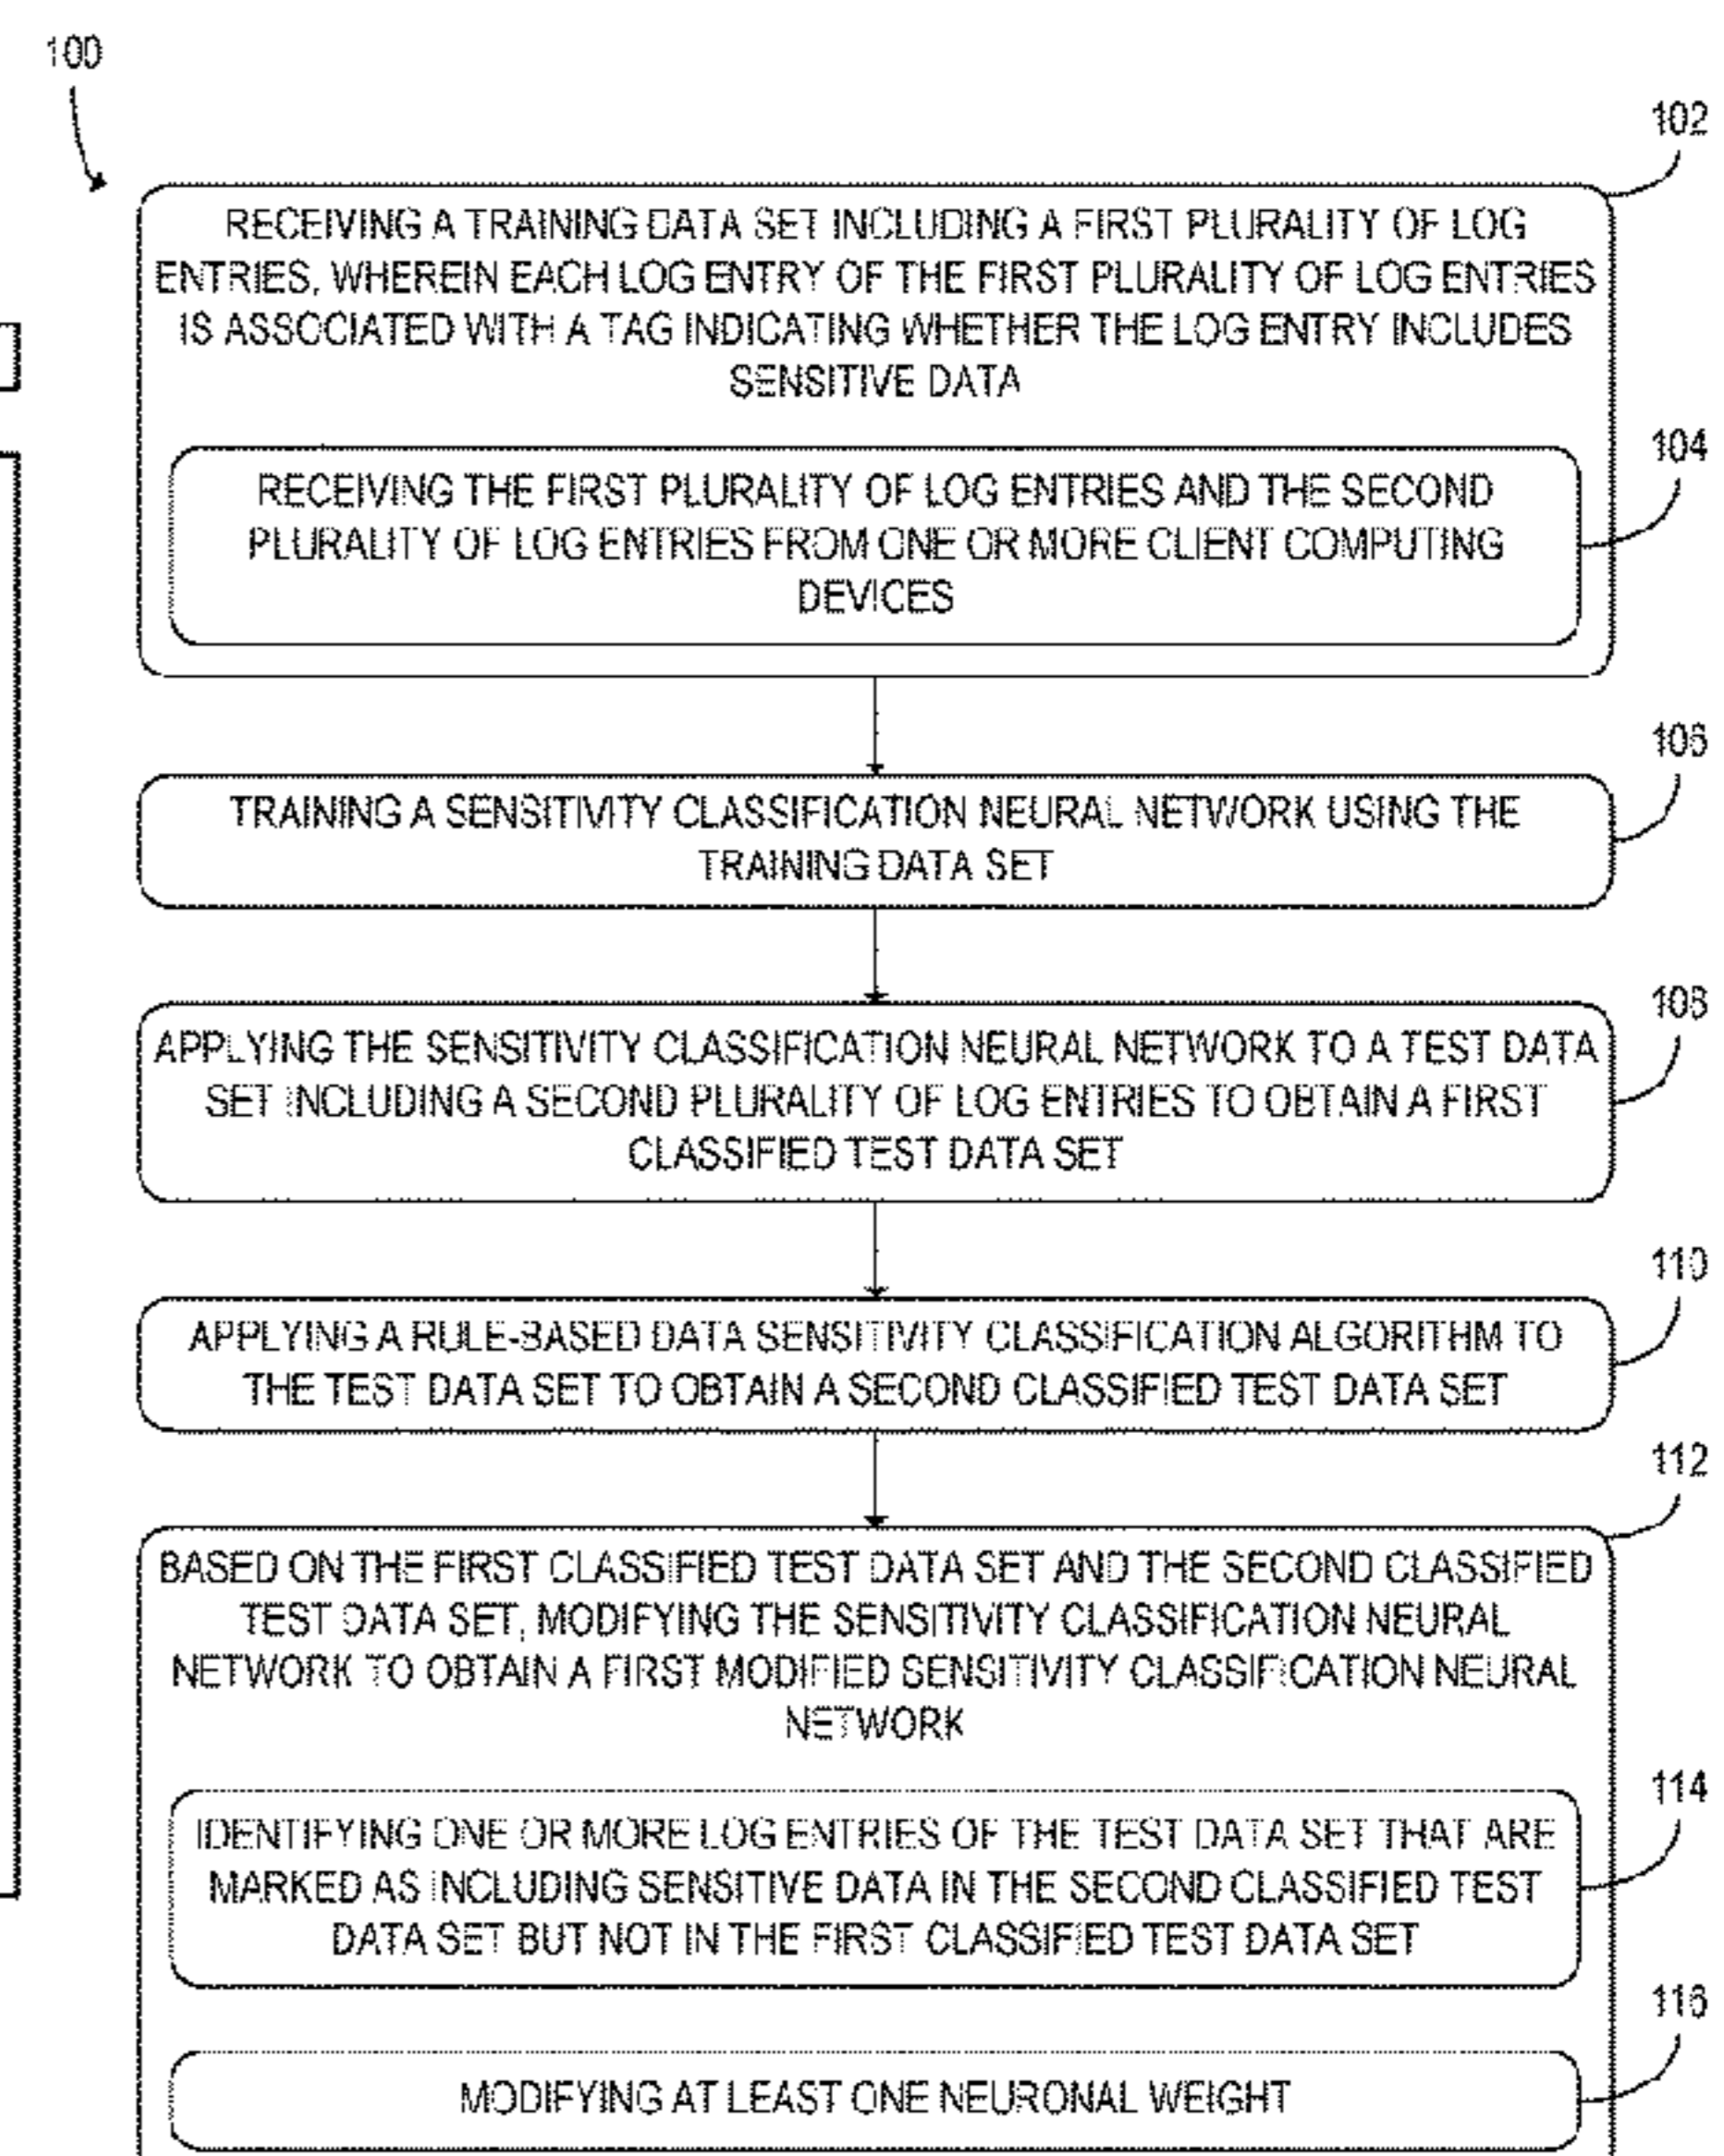 100
102
RECEIVING A TRAINING DATA SET INCLUDING A FIRST PLURALITY OF LOG
ENTRIES, WHEREIN EACH LOG ENTRY OF THE FIRST PLURALITY OF LOG ENTRIES
IS ASSOCIATED WITH A TAG INDICATING WHETHER THE LOG ENTRY INCLUDES
SENSITIVE DATA
104
RECEIVING THE FIRST PLURALITY OF LOG ENTRIES AND THE SECOND
PLURALITY OF LOG ENTRIES FROM ONE OR MORE CLIENT COMPUTING
DEVICES
106
TRAINING A SENSITIVITY CLASSIFICATION NEURAL NETWORK USING THE
TRAINING DATA SET
108
APPLYING THE SENSITIVITY CLASSIFICATION NEURAL NETWORK TO A TEST DATA
SET INCLUDING A SECOND PLURALITY OF LOG ENTRIES TO OBTAIN A FIRST
CLASSIFIED TEST DATA SET
110
APPLYING A RULE-BASED DATA SENSITIVITY CLASSIFICATION ALGORITHM TO
THE TEST DATA SET TO OBTAIN A SECOND CLASSIFIED TEST DATA SET
112
BASED ON THE FIRST CLASSIFIED TEST DATA SET AND THE SECOND CLASSIFIED
TEST DATA SET, MODIFYING THE SENSITIVITY CLASSIFICATION NEURAL
NETWORK TO OBTAIN A FIRST MODIFIED SENSITIVITY CLASSIFICATION NEURAL
NETWORK
114
IDENTIFYING ONE OR MORE LOG ENTRIES OF THE TEST DATA SET THAT ARE
MARKED AS INCLUDING SENSITIVE DATA IN THE SECOND CLASSIFIED TEST
DATA SET BUT NOT IN THE FIRST CLASSIFIED TEST DATA SET
116
MODIFYING AT LEAST ONE NEURONAL WEIGHT